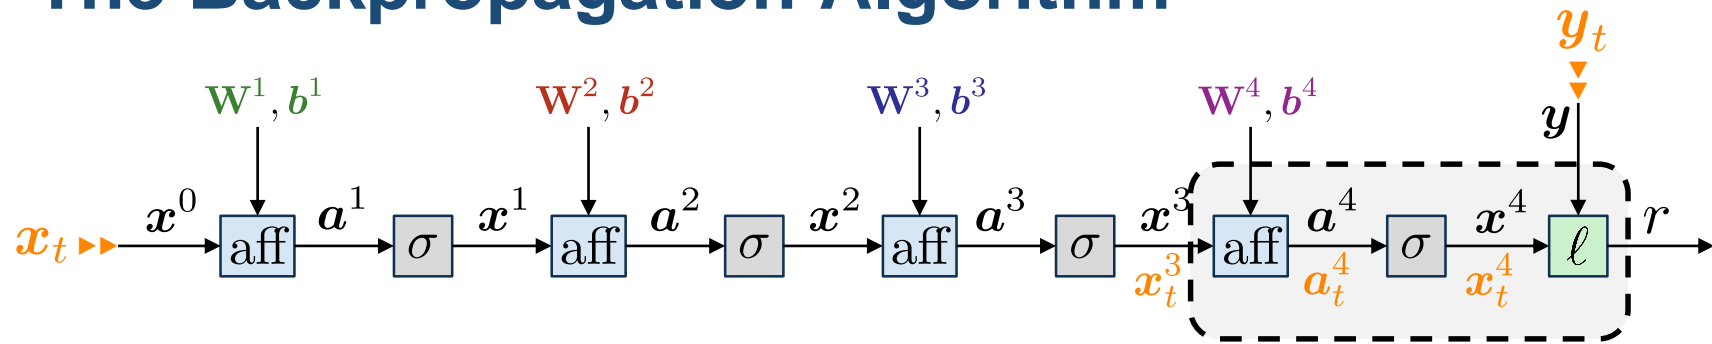 The Backpropagation Algorithm
y_t
W^1, b^1 W^2, b^2 W^3, b^3 W^4, b^4
y
x^0 a^1 x^1 a^2 x^2 a^3 x^3 a^4 x^4 r
x_t aff σ aff σ aff σ aff σ ℓ
x_t^3 a_t^4 x_t^4